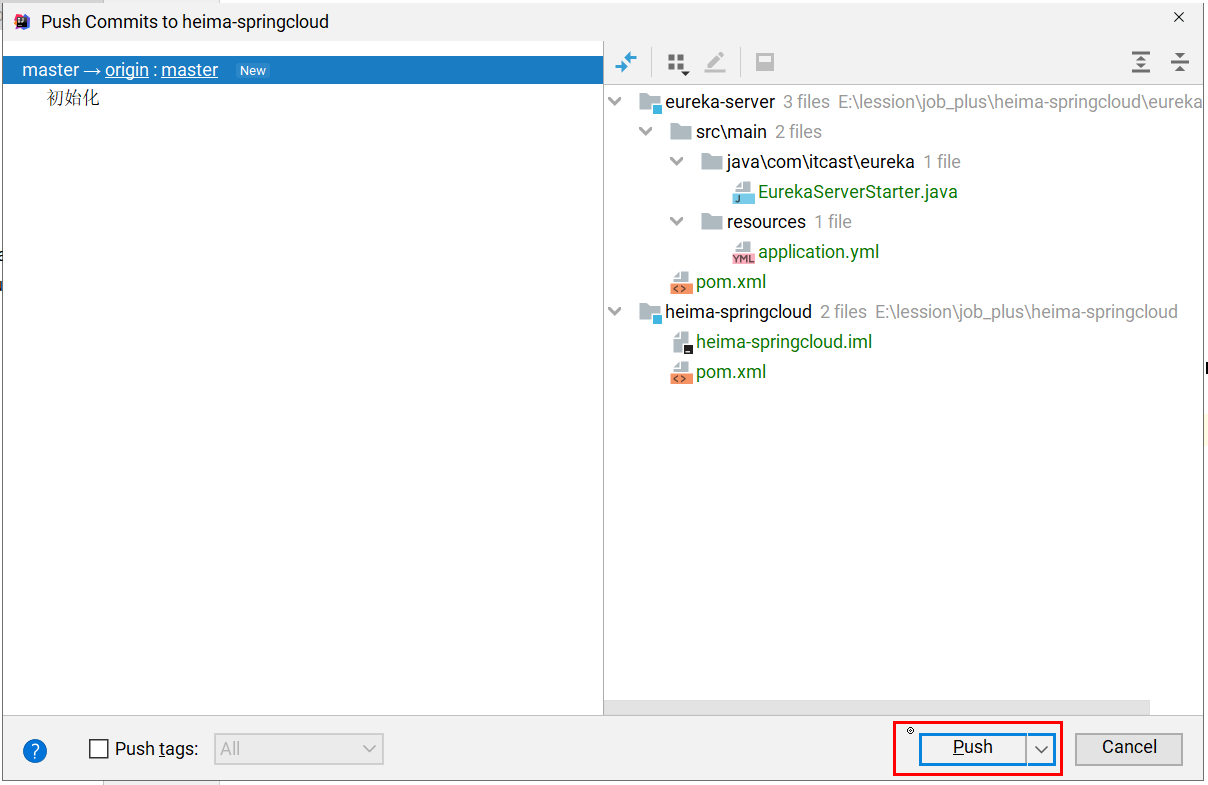 Push Commits to heima-springcloud
master → origin : master New
初始化
eureka-server 3 files E:\lession\job_plus\heima-springcloud\eureka
src\main 2 files
java\com\itcast\eureka 1 file
J EurekaServerStarter.java
resources 1 file
YML application.yml
<> pom.xml
heima-springcloud 2 files E:\lession\job_plus\heima-springcloud
heima-springcloud.iml
<> pom.xml
? Push tags: All Push Cancel